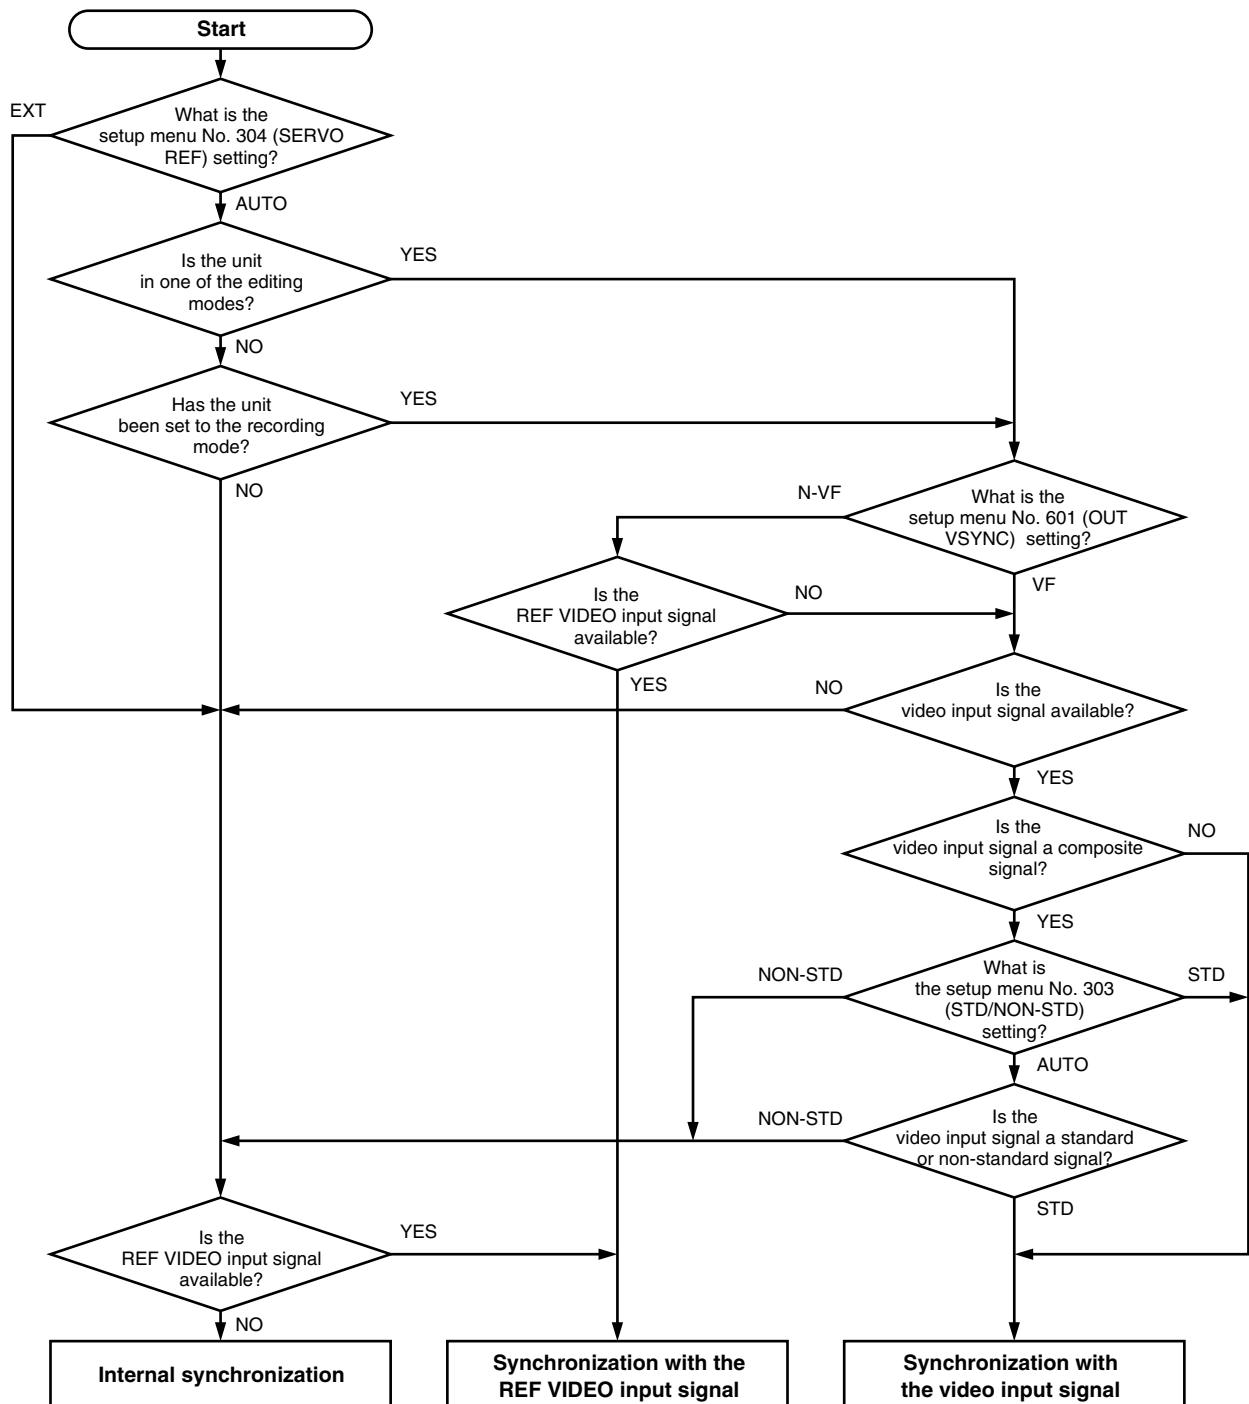 Start
EXT
What is the
setup menu No. 304 (SERVO
REF) setting?
AUTO
Is the unit
in one of the editing
modes?
YES
NO
Has the unit
been set to the recording
mode?
YES
NO
N-VF
What is the
setup menu No. 601 (OUT
VSYNC) setting?
VF
Is the
REF VIDEO input signal
available?
NO
YES
NO
Is the
video input signal available?
YES
Is the
video input signal a composite
signal?
NO
YES
NON-STD
What is
the setup menu No. 303
(STD/NON-STD)
setting?
STD
AUTO
NON-STD
Is the
video input signal a standard
or non-standard signal?
STD
Is the
REF VIDEO input signal
available?
YES
NO
Internal synchronization
Synchronization with the
REF VIDEO input signal
Synchronization with
the video input signal